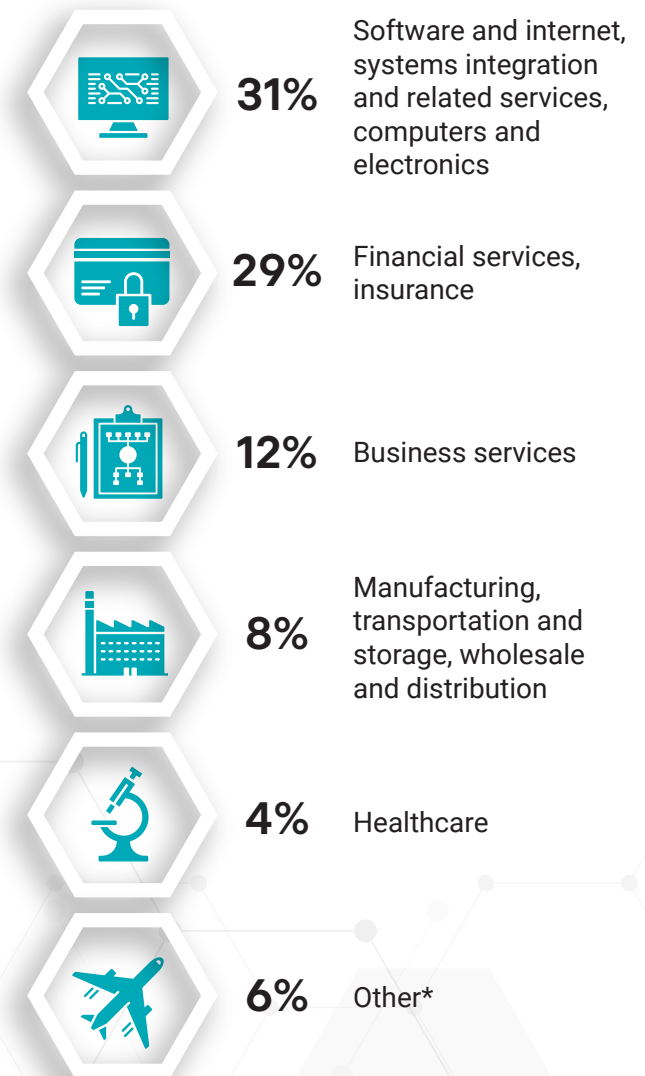 31%
Software and internet,
systems integration
and related services,
computers and
electronics
29%
Financial services,
insurance
12%
Business services
8%
Manufacturing,
transportation and
storage, wholesale
and distribution
4%
Healthcare
6%
Other*